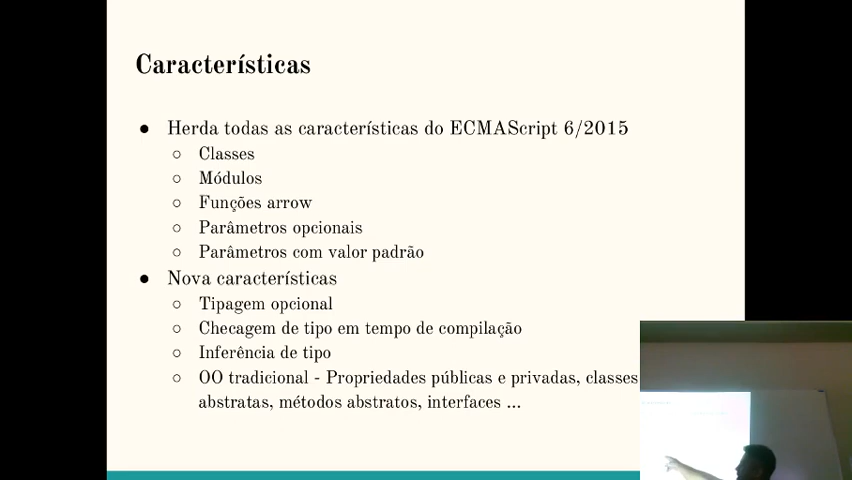 Características
● Herda todas as características do ECMAScript 6/2015
○ Classes
○ Módulos
○ Funções arrow
○ Parâmetros opcionais
○ Parâmetros com valor padrão
● Nova características
○ Tipagem opcional
○ Checagem de tipo em tempo de compilação
○ Inferência de tipo
○ OO tradicional - Propriedades públicas e privadas, classes
abstratas, métodos abstratos, interfaces ...